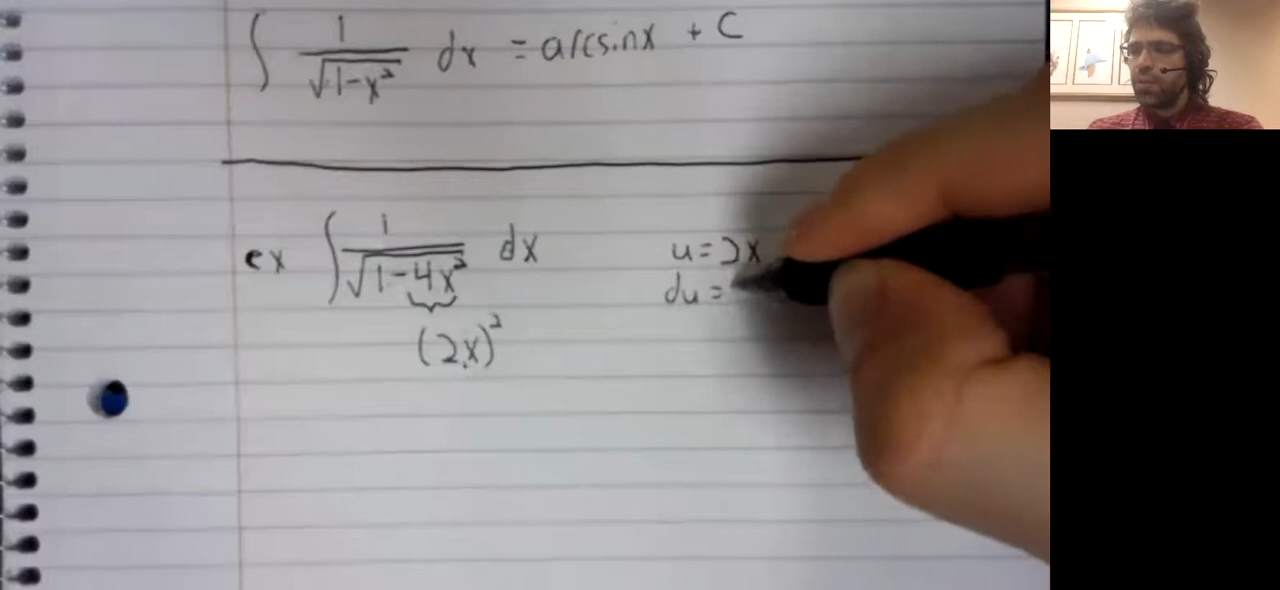 ∫ 1/√(1-x²) dx = arcsinx + C
ex ∫ 1/√(1-4x²) dx
(2x)²
u=2x
du=